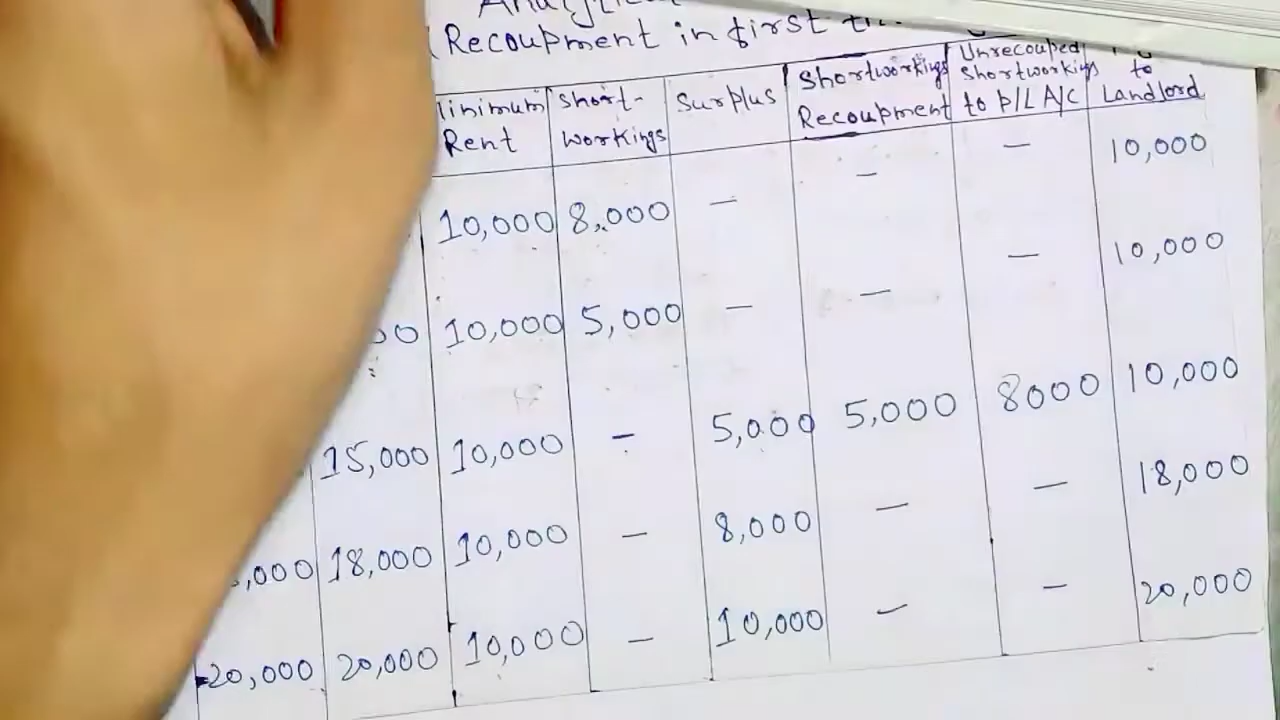 (Recoupment in first
Rent Short-workings Surplus Shortworkings Recoupment Unrecouped Shortworkings to P/L A/C to Landlord
10,000 8,000 — — — 10,000
10,000 5,000 — — — 10,000
15,000 10,000 — 5,000 5,000 8000 10,000
18,000 10,000 — 8,000 — — 18,000
20,000 20,000 10,000 — 10,000 — — 20,000